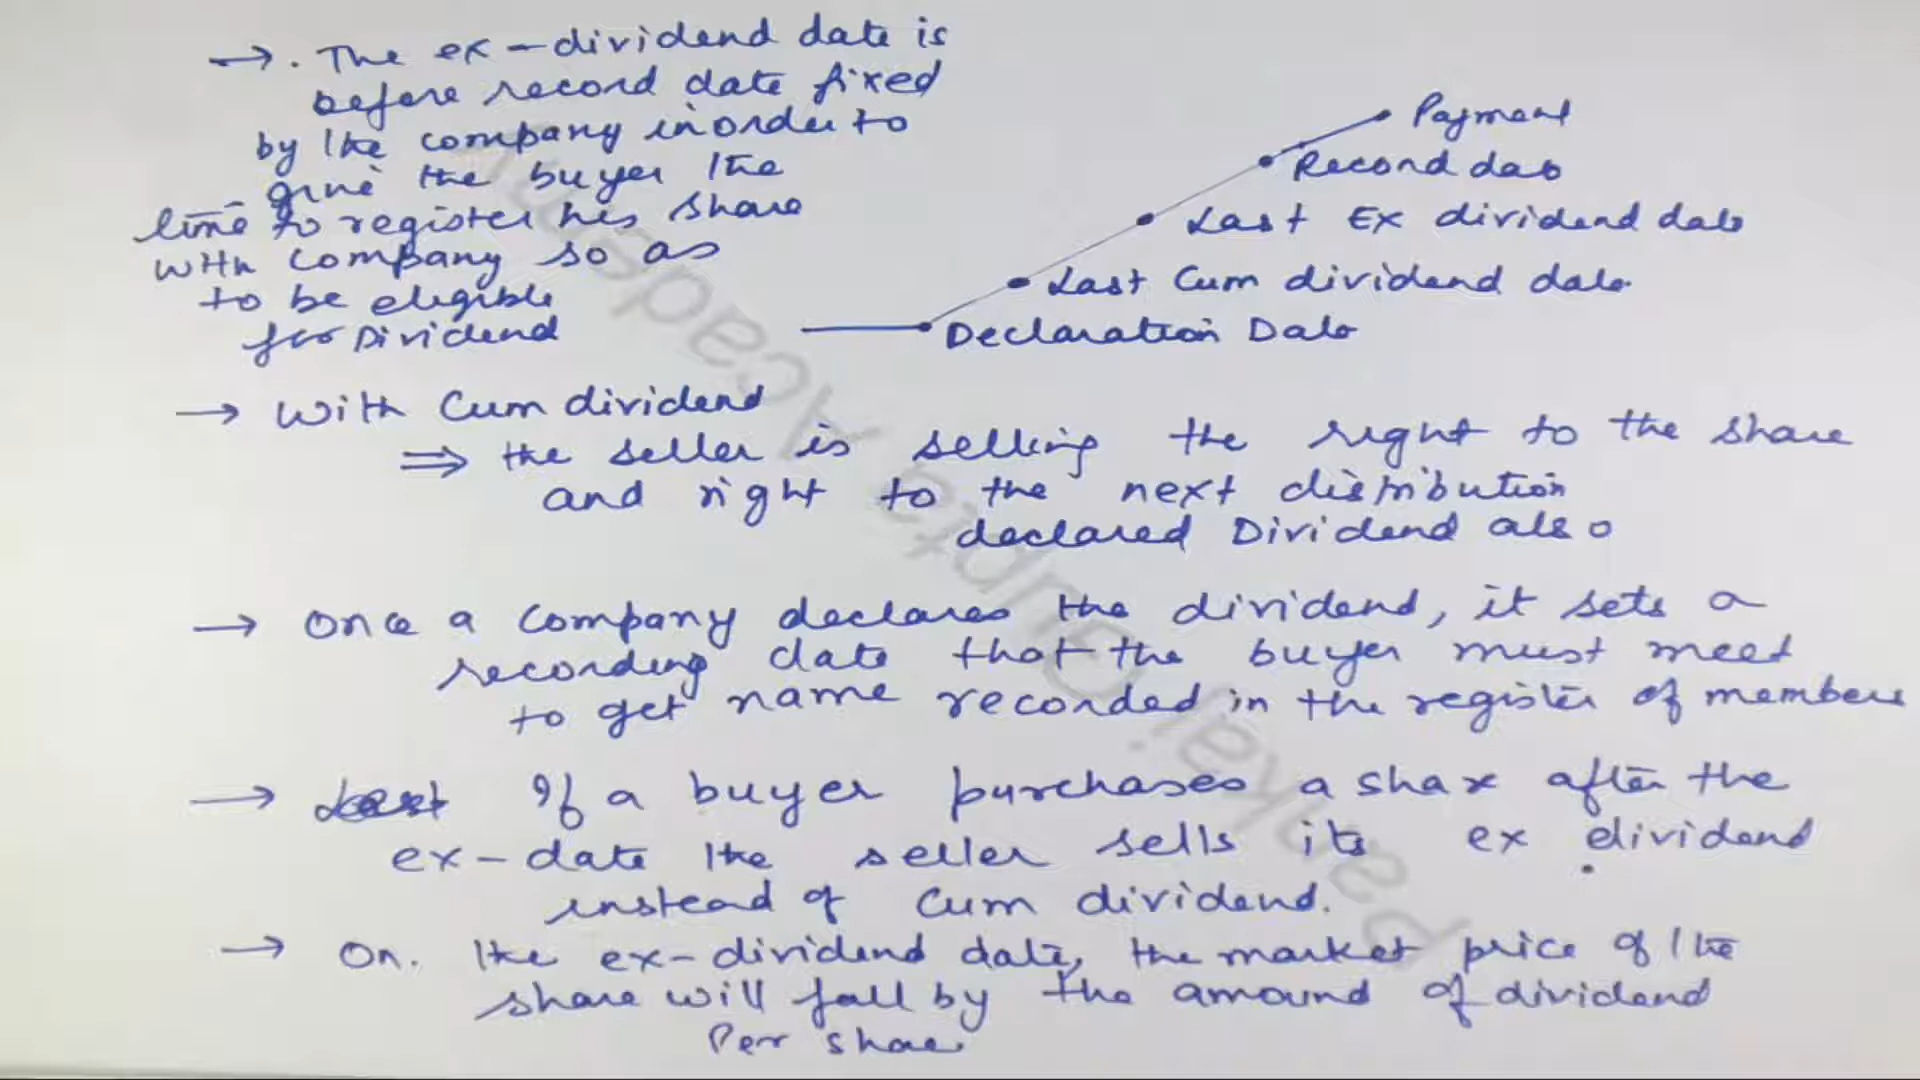 → . The ex-dividend date is
before record date fixed
by the company inorder to
give the buyer the
time to register his share
with company so as
to be eligible
for Dividend
Payment
Record date
Last Ex dividend date
Last Cum dividend date
Declaration Date
→ With Cum dividend
⇒ the seller is selling the right to the share
and right to the next distribution
declared Dividend also
→ Once a company declares the dividend, it sets a
recording date that the buyer must meet
to get name recorded in the register of members
→ If a buyer purchases a share after the
ex-date the seller sells its ex dividend
instead of Cum dividend.
→ On. the ex-dividend date, the market price of the
share will fall by the amount of dividend
Per share.
Pankaj Gupta Academy